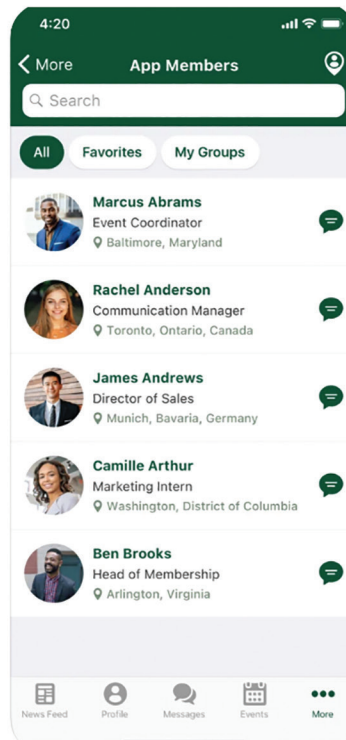 4:20
More
App Members
Search
All
Favorites
My Groups
Marcus Abrams
Event Coordinator
Baltimore, Maryland
Rachel Anderson
Communication Manager
Toronto, Ontario, Canada
James Andrews
Director of Sales
Munich, Bavaria, Germany
Camille Arthur
Marketing Intern
Washington, District of Columbia
Ben Brooks
Head of Membership
Arlington, Virginia
News Feed
Profile
Messages
Events
More